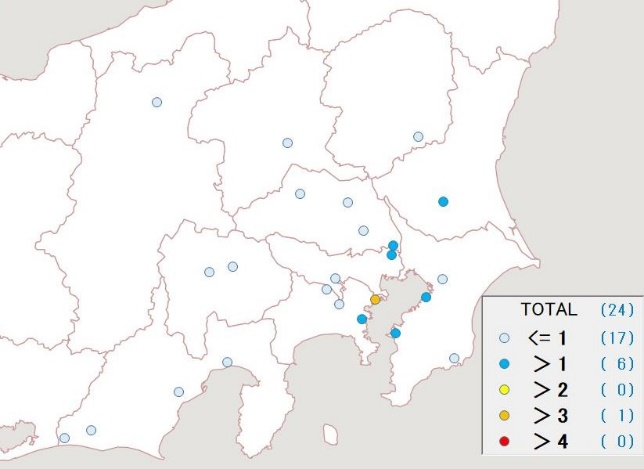 TOTAL (24)
<= 1 (17)
> 1 ( 6)
> 2 ( 0)
> 3 ( 1)
> 4 ( 0)